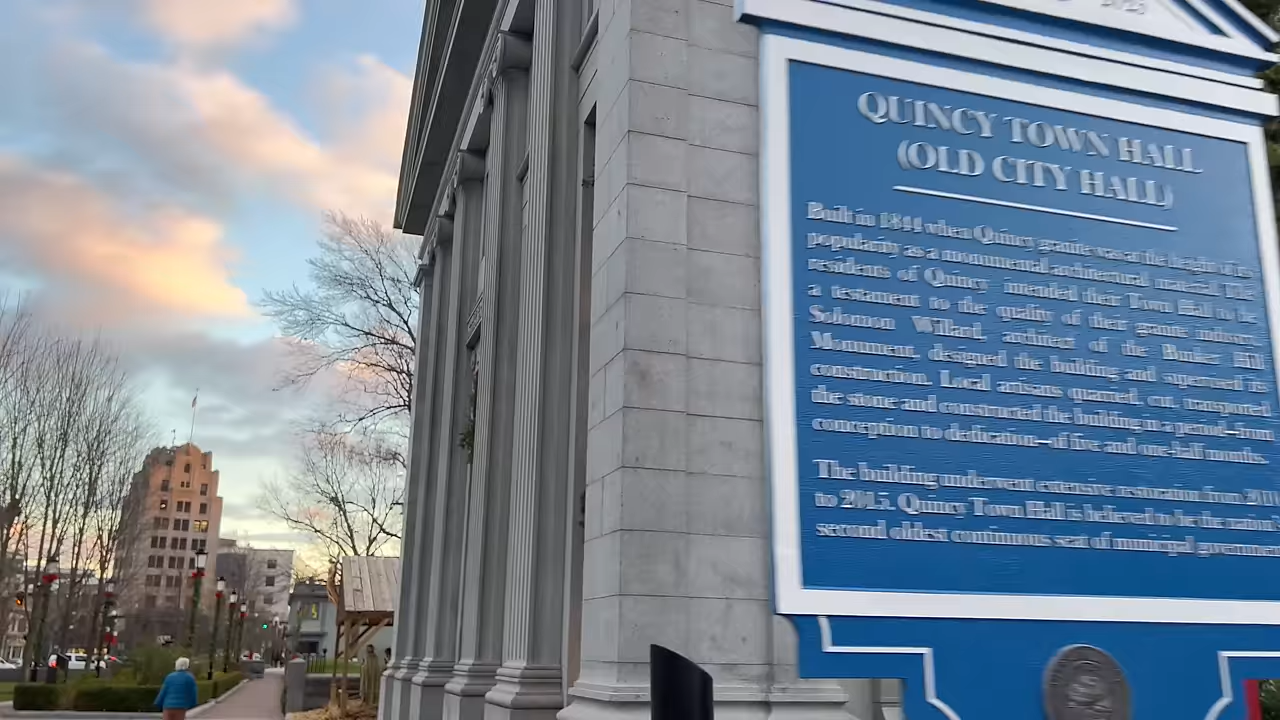 QUINCY TOWN HALL
(OLD CITY HALL)
Built in 1844 when Quincy granite was at the height of its
popularity as a monumental architectural material. The
residents of Quincy intended their Town Hall to be
a testament to the quality of their granite industry.
Solomon Willard, architect of the Bunker Hill
Monument, designed the building and supervised its
construction. Local artisans quarried, cut, transported
the stone and constructed the building in a period–from
conception to dedication–of five and one-half months.
The building underwent extensive restoration from 2011
to 2015. Quincy Town Hall is believed to be the nation's
second oldest continuous seat of municipal government